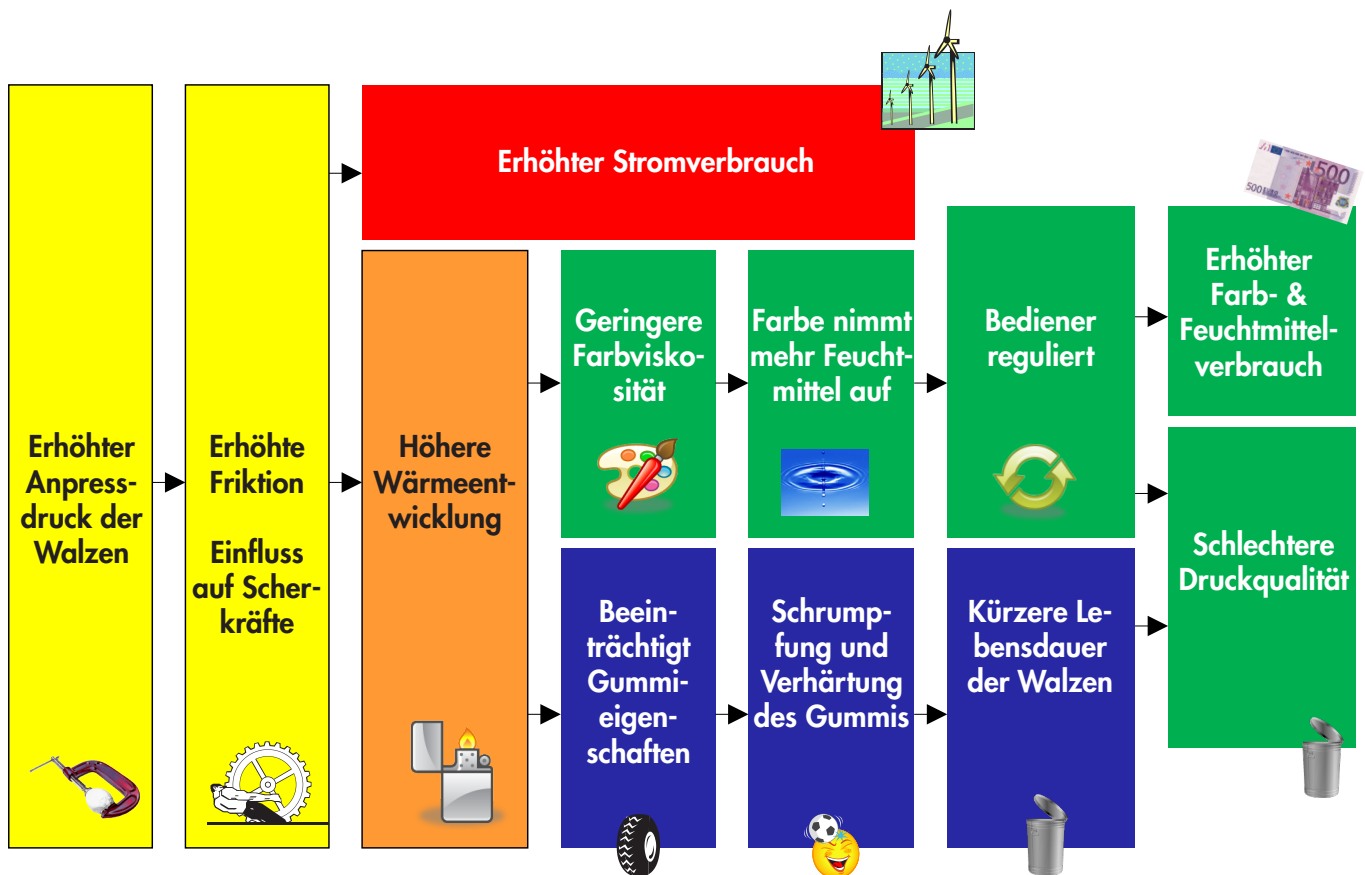 Erhöhter
Anpress-
druck der
Walzen
Erhöhte
Friktion
Einfluss
auf Scher-
kräfte
Erhöhter Stromverbrauch
Höhere
Wärmeent-
wicklung
Geringere
Farbvisko-
sität
Farbe nimmt
mehr Feucht-
mittel auf
Bediener
reguliert
Erhöhter
Farb- &
Feuchtmittel-
verbrauch
500
500 EURO
Beein-
trächtigt
Gummi-
eigen-
schaften
Schrump-
fung und
Verhärtung
des Gummis
Kürzere Le-
bensdauer
der Walzen
Schlechtere
Druckqualität